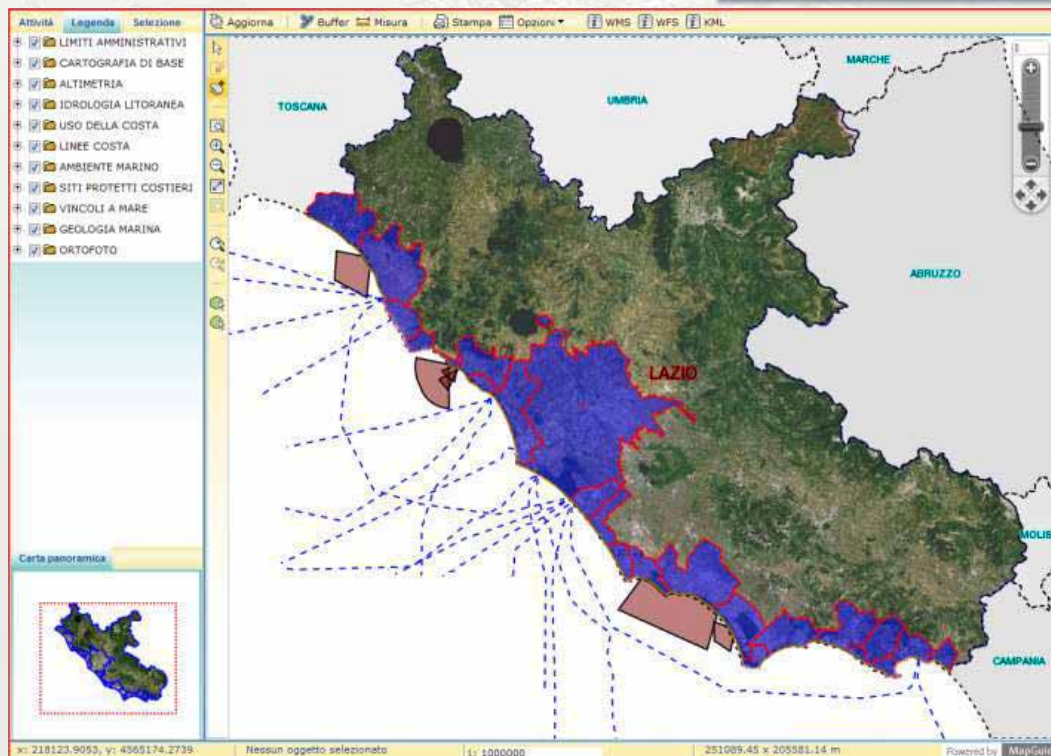 Attività Legenda Selezione
Aggiorna Buffer Misura Stampa Opzioni WMS WFS KML
LIMITI AMMINISTRATIVI
CARTOGRAFIA DI BASE
ALTIMETRIA
IDROLOGIA LITORANEA
USO DELLA COSTA
LINEE COSTA
AMBIENTE MARINO
SITI PROTETTI COSTIERI
VINCOLI A MARE
GEOLOGIA MARINA
ORTOFOTO
MARCHE
TOSCANA
UMBRIA
ABRUZZO
LAZIO
MOLIS
CAMPANIA
Carta panoramica
x: 218123.9053, y: 4565174.2739 Nessun oggetto selezionato 1: 1000000 251089.45 x 205581.14 m Powered by MapGuid